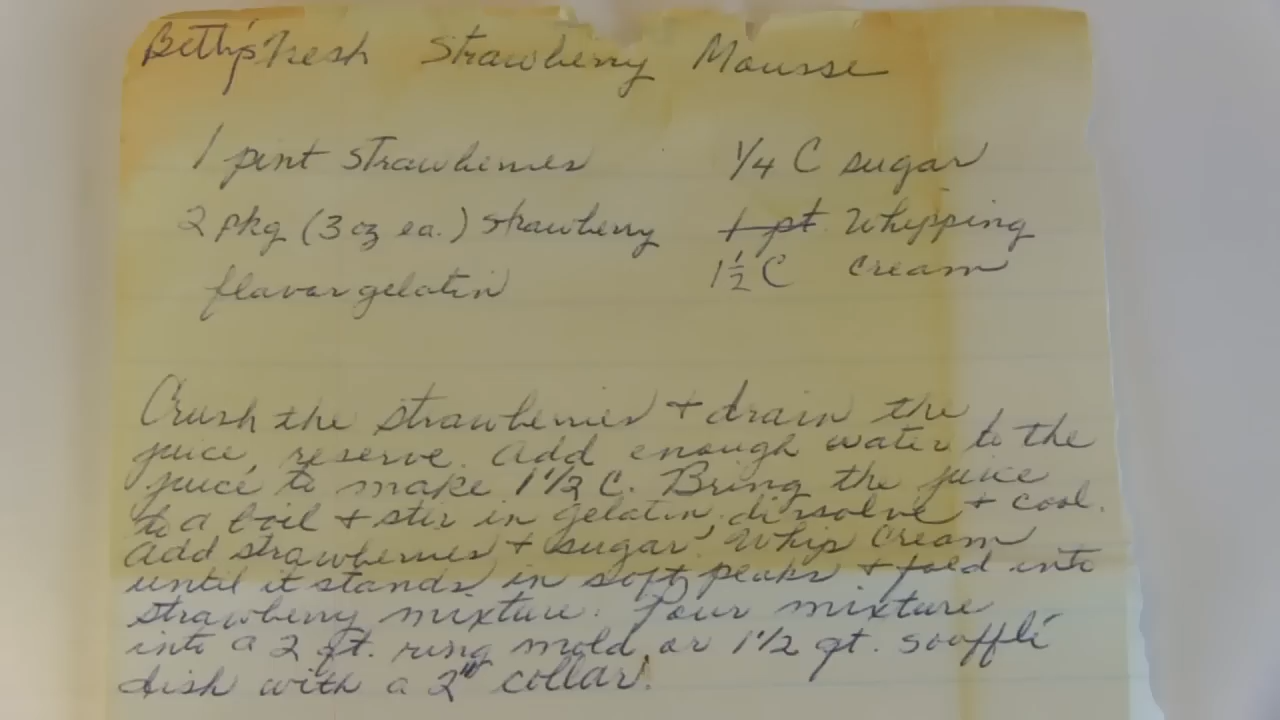 Betty's Fresh Strawberry Mousse
1 pint strawberries 1/4 C sugar
2 pkg (3 oz ea.) strawberry 1 pt. Whipping
flavor gelatin 1 1/2 C cream
Crush the strawberries + drain the
juice, reserve. Add enough water to the
juice to make 1 1/2 C. Bring the juice
to a boil + stir in gelatin, dissolve + cool.
Add strawberries + sugar. Whip Cream
until it stands in soft peaks + fold into
strawberry mixture. Pour mixture
into a 2 qt. ring mold or 1 1/2 qt. soufflé
dish with a 2" collar.